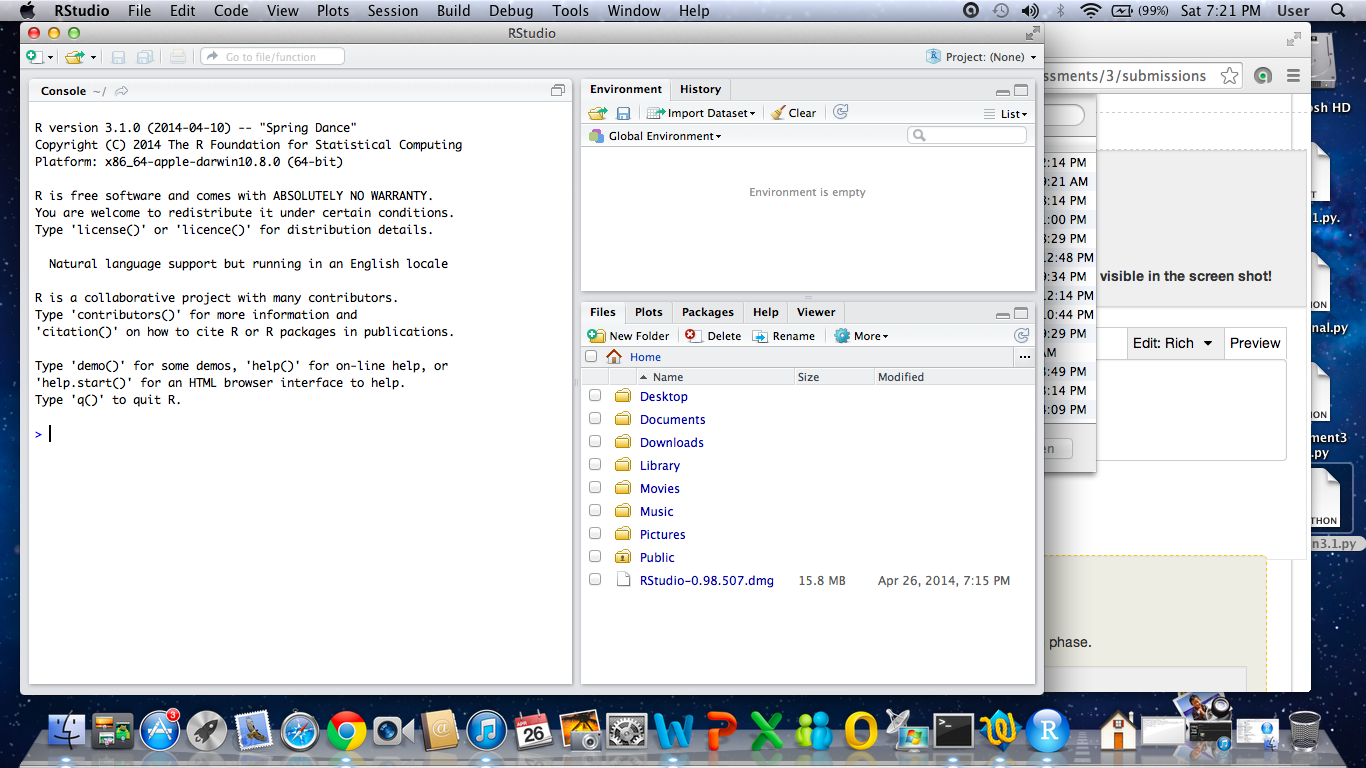 RStudio File Edit Code View Plots Session Build Debug Tools Window Help (99%) Sat 7:21 PM User
RStudio
Go to file/function
Project: (None)
Console ~/
R version 3.1.0 (2014-04-10) -- "Spring Dance"
Copyright (C) 2014 The R Foundation for Statistical Computing
Platform: x86_64-apple-darwin10.8.0 (64-bit)
R is free software and comes with ABSOLUTELY NO WARRANTY.
You are welcome to redistribute it under certain conditions.
Type 'license()' or 'licence()' for distribution details.
Natural language support but running in an English locale
R is a collaborative project with many contributors.
Type 'contributors()' for more information and
'citation()' on how to cite R or R packages in publications.
Type 'demo()' for some demos, 'help()' for on-line help, or
'help.start()' for an HTML browser interface to help.
Type 'q()' to quit R.
>
Environment History
Import Dataset Clear List
Global Environment
Environment is empty
Files Plots Packages Help Viewer
New Folder Delete Rename More
Home ...
Name Size Modified
Desktop
Documents
Downloads
Library
Movies
Music
Pictures
Public
RStudio-0.98.507.dmg 15.8 MB Apr 26, 2014, 7:15 PM
ssments/3/submissions
2:14 PM
9:21 AM
3:14 PM
1:00 PM
3:29 PM
12:48 PM
9:34 PM
12:14 PM
10:44 PM
9:29 PM
AM
3:49 PM
3:14 PM
4:09 PM
en
visible in the screen shot!
Edit: Rich Preview
phase.
osh HD
1.py.
ON
nal.py
ON
ment3
.py
THON
n3.1.py
3
APR
26